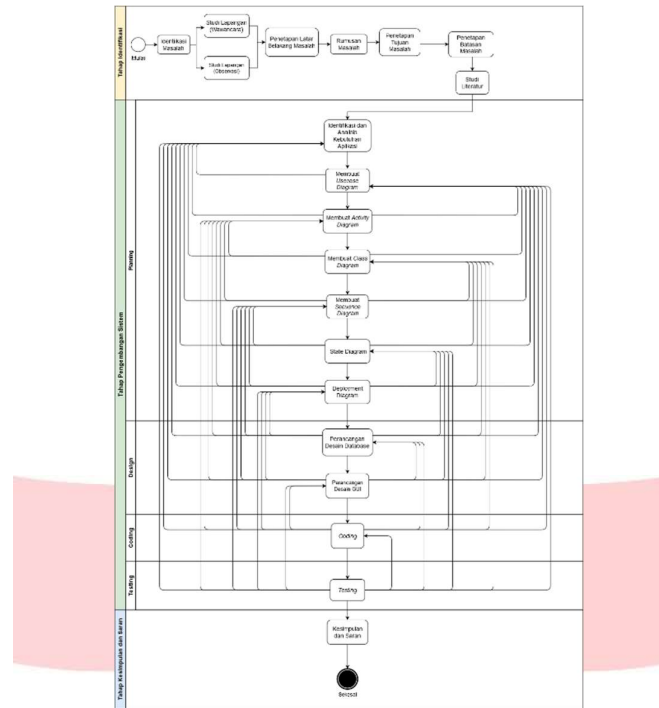 Tahap Identifikasi
Mulai
Identifikasi
Masalah
Studi Lapangan
(Wawancara)
Studi Lapangan
(Observasi)
Penetapan Latar
Belakang Masalah
Rumusan
Masalah
Penetapan
Tujuan
Masalah
Penetapan
Batasan
Masalah
Studi
Literatur
Tahap Pengembangan Sistem
Planing
Identifikasi dan
Analisis
Kebutuhan
Aplikasi
Membuat
Usecase
Diagram
Membuat Activity
Diagram
Membuat Class
Diagram
Membuat
Sequence
Diagram
State Diagram
Deployment
Diagram
Design
Perancangan
Desain Database
Perancangan
Desain GUI
Coding
Coding
Testing
Testing
Tahap Kesimpulan dan Saran
Kesimpulan
dan Saran
Selesai